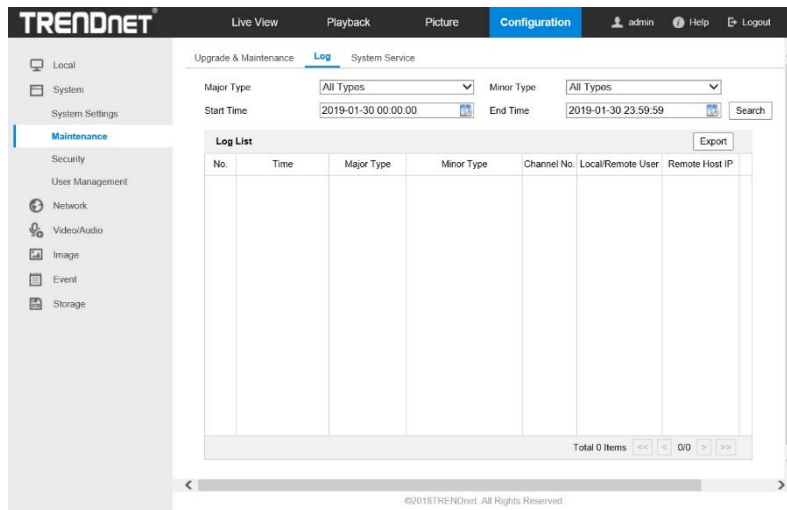 TRENDNET
Live View Playback Picture Configuration admin Help Logout
Local
System
System Settings
Maintenance
Security
User Management
Network
Video/Audio
Image
Event
Storage
Upgrade & Maintenance Log System Service
Major Type All Types Minor Type All Types
Start Time 2019-01-30 00:00:00 End Time 2019-01-30 23:59:59 Search
Log List Export
No. Time Major Type Minor Type Channel No. Local/Remote User Remote Host IP
Total 0 Items << < 0/0 > >>
©2018TRENDnet. All Rights Reserved.